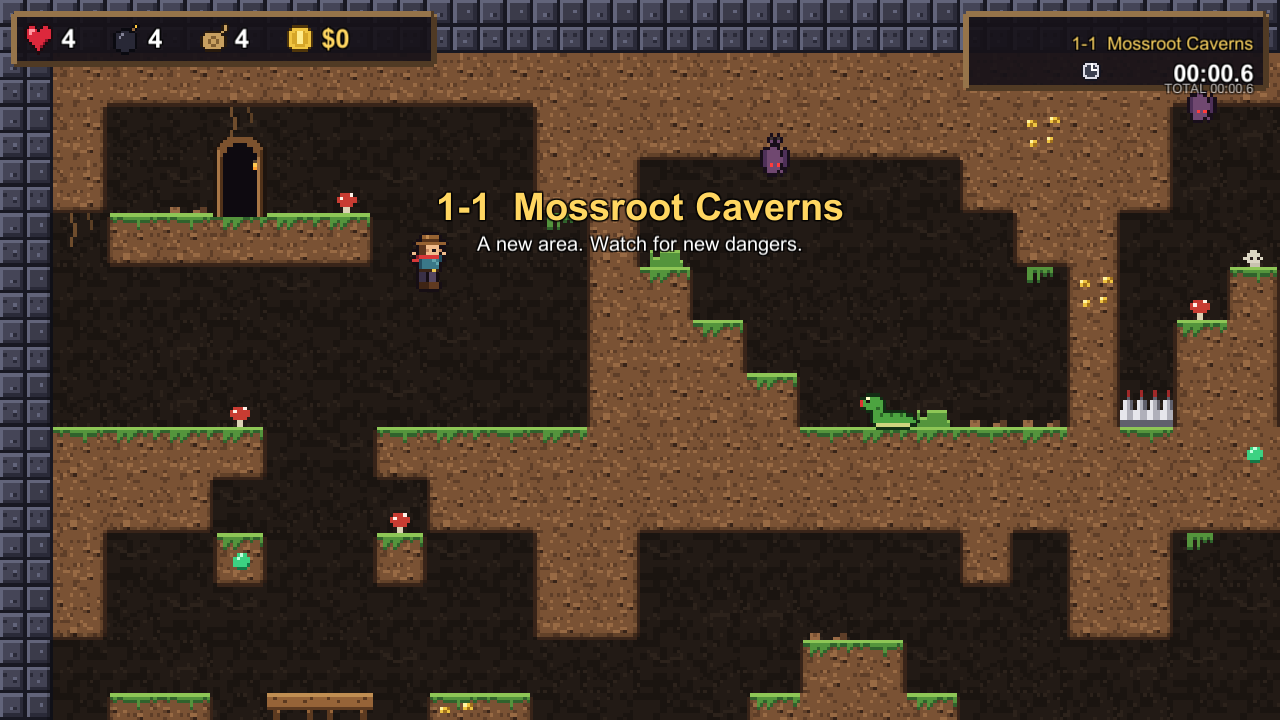 4 4 4 $0
1-1 Mossroot Caverns
00:00.6
TOTAL 00:00.6
1-1 Mossroot Caverns
A new area. Watch for new dangers.